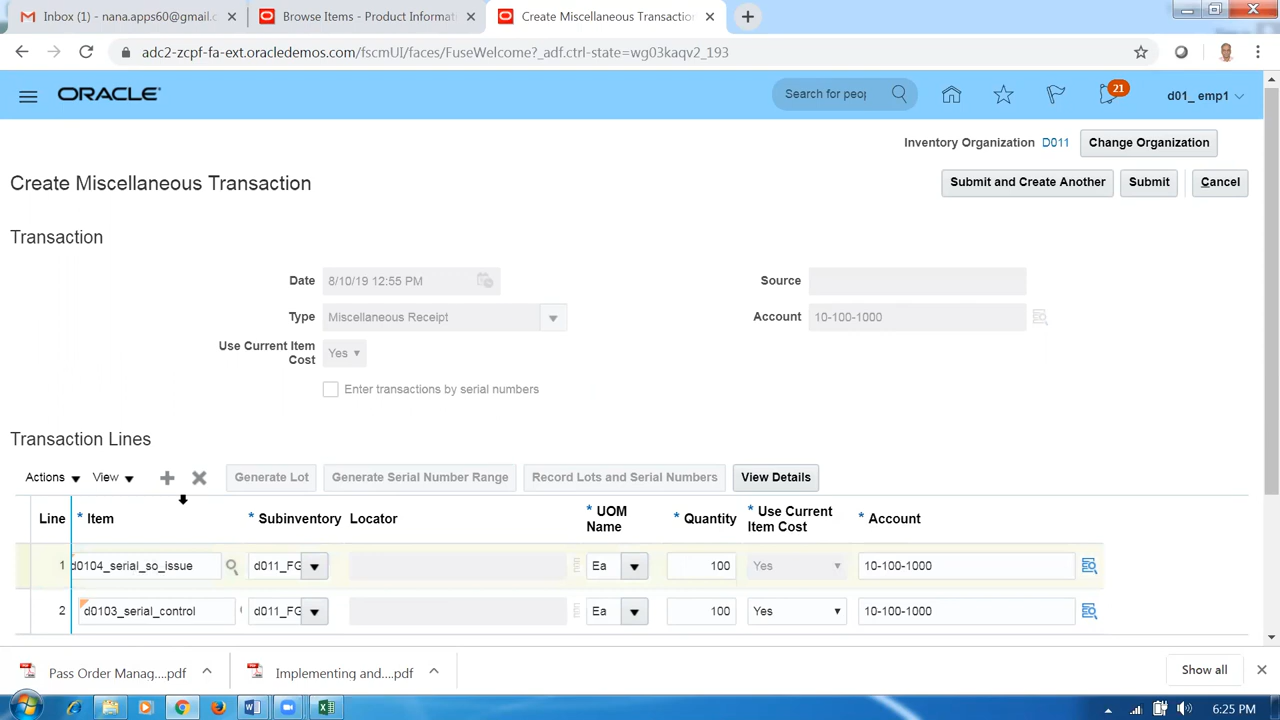 Inbox (1) - nana.apps60@gmail.c
Browse Items - Product Informati
Create Miscellaneous Transaction
adc2-zcpf-fa-ext.oracledemos.com/fscmUI/faces/FuseWelcome?_adf.ctrl-state=wg03kaqv2_193
ORACLE
Search for peop
21
d01_ emp1
Inventory Organization D011 Change Organization
Create Miscellaneous Transaction
Submit and Create Another Submit Cancel
Transaction
Date 8/10/19 12:55 PM Source
Type Miscellaneous Receipt Account 10-100-1000
Use Current Item Cost Yes
Enter transactions by serial numbers
Transaction Lines
Actions View Generate Lot Generate Serial Number Range Record Lots and Serial Numbers View Details
Line * Item * Subinventory Locator * UOM Name * Quantity * Use Current Item Cost * Account
1 d0104_serial_so_issue d011_FG Ea 100 Yes 10-100-1000
2 d0103_serial_control d011_FG Ea 100 Yes 10-100-1000
Pass Order Manag....pdf Implementing and....pdf Show all
6:25 PM